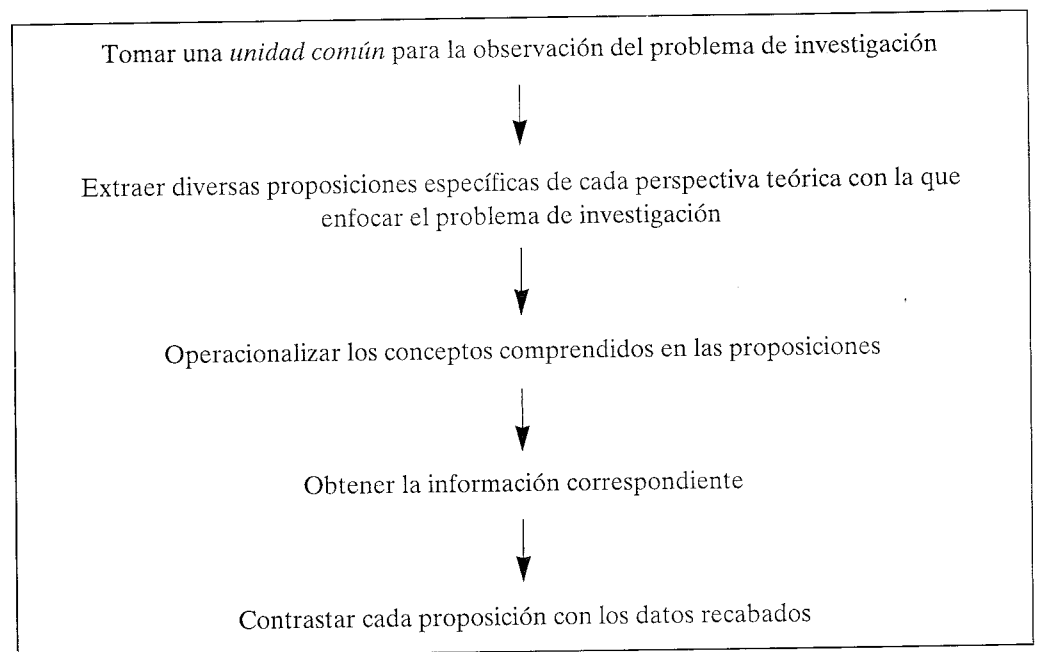 Tomar una unidad común para la observación del problema de investigación
Extraer diversas proposiciones específicas de cada perspectiva teórica con la que
enfocar el problema de investigación
Operacionalizar los conceptos comprendidos en las proposiciones
Obtener la información correspondiente
Contrastar cada proposición con los datos recabados